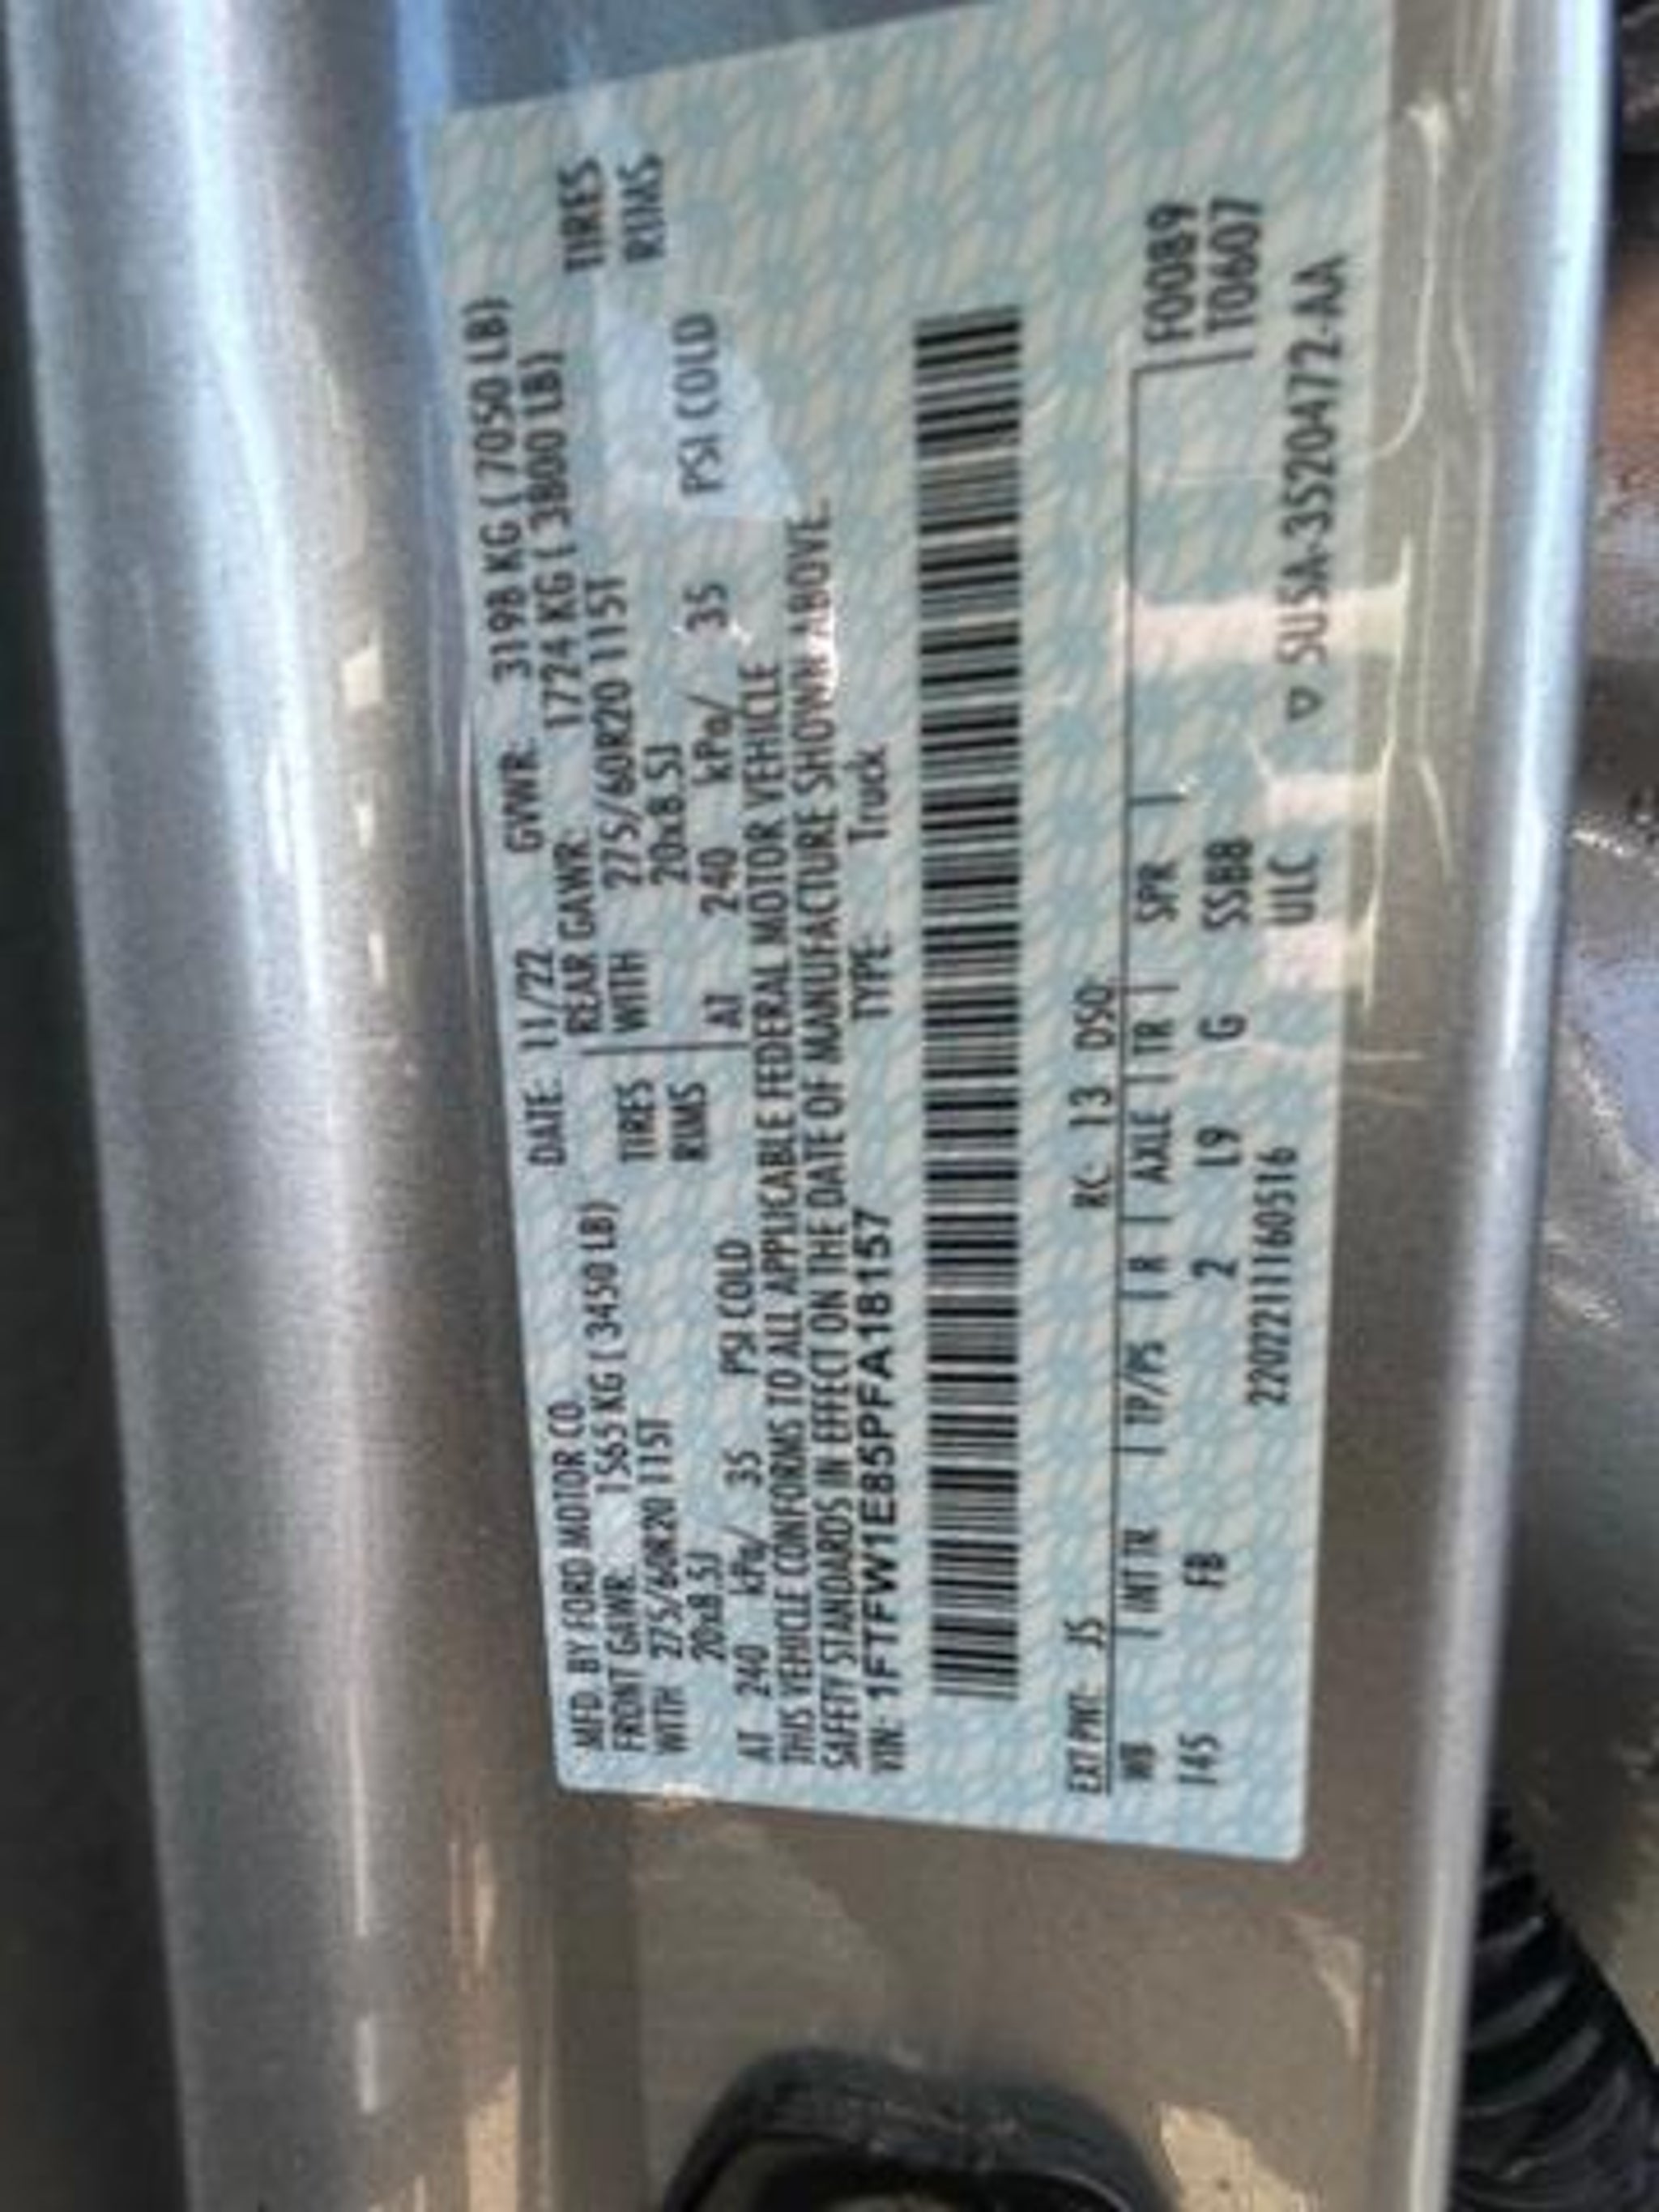 MFD. BY FORD MOTOR CO. DATE: 11/22 GVWR: 3198 KG ( 7050 LB)
FRONT GAWR: 1565 KG ( 3450 LB) REAR GAWR: 1724 KG ( 3800 LB)
WITH 275/60R20 115T TIRES WITH 275/60R20 115T TIRES
20x8.5J RIMS 20x8.5J RIMS
AT 240 kPa/ 35 PSI COLD AT 240 kPa/ 35 PSI COLD
THIS VEHICLE CONFORMS TO ALL APPLICABLE FEDERAL MOTOR VEHICLE
SAFETY STANDARDS IN EFFECT ON THE DATE OF MANUFACTURE SHOWN ABOVE.
VIN: 1FTFW1E85PFA18157 TYPE: Truck
EXT PNT: JS RC: 13 DSO:
WB | INT TR | TP/PS | R | AXLE | TR | SPR | F0089
145 FB 2 L9 G SSBB T0607
2202211160516 ULC ▽ SU5A-3520472-AA